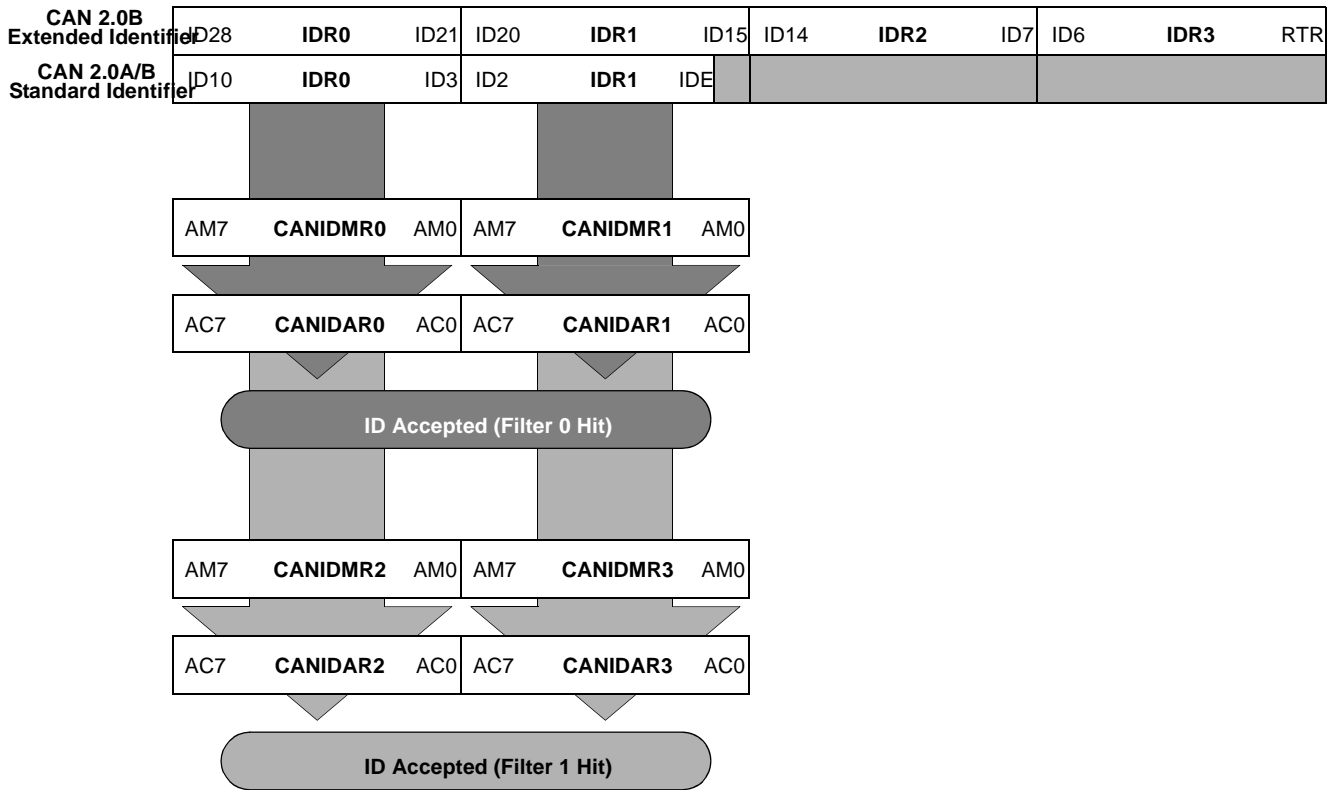 CAN 2.0B
Extended Identifier ID28 IDR0 ID21 ID20 IDR1 ID15 ID14 IDR2 ID7 ID6 IDR3 RTR
CAN 2.0A/B
Standard Identifier ID10 IDR0 ID3 ID2 IDR1 IDE
AM7 CANIDMR0 AM0 AM7 CANIDMR1 AM0
AC7 CANIDAR0 AC0 AC7 CANIDAR1 AC0
ID Accepted (Filter 0 Hit)
AM7 CANIDMR2 AM0 AM7 CANIDMR3 AM0
AC7 CANIDAR2 AC0 AC7 CANIDAR3 AC0
ID Accepted (Filter 1 Hit)